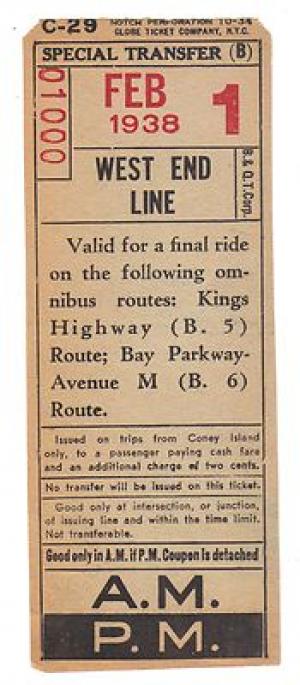 C-29 NOTCH PERFORATION 10-34
GLOBE TICKET COMPANY, N.Y.C.
SPECIAL TRANSFER (B)
01000
FEB
1938
1
B. & Q.T. Corp.
WEST END
LINE
Valid for a final ride
on the following om-
nibus routes: Kings
Highway (B. 5)
Route; Bay Parkway-
Avenue M (B. 6)
Route.
Issued on trips from Coney Island
only, to a passenger paying cash fare
and an additional charge of two cents.
No transfer will be issued on this ticket.
Good only at intersection, or junction,
of issuing line and within the time limit.
Not transferable.
Good only in A.M. if P.M. Coupon is detached
A.M.
P.M.